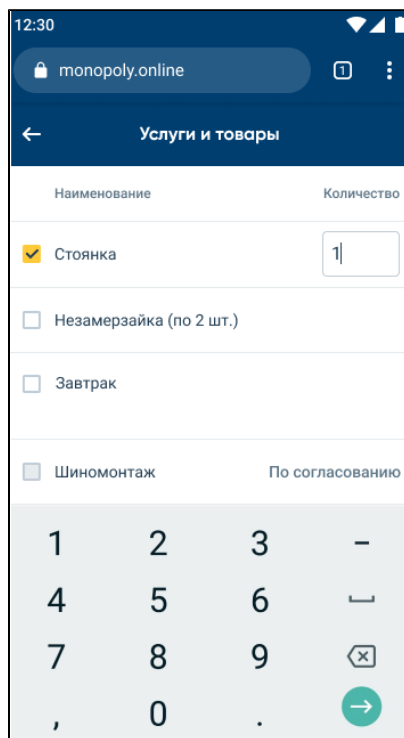 12:30
monopoly.online
1
Услуги и товары
Наименование Количество
Стоянка 1
Незамерзайка (по 2 шт.)
Завтрак
Шиномонтаж По согласованию
1 2 3 -
4 5 6
7 8 9
, 0 .